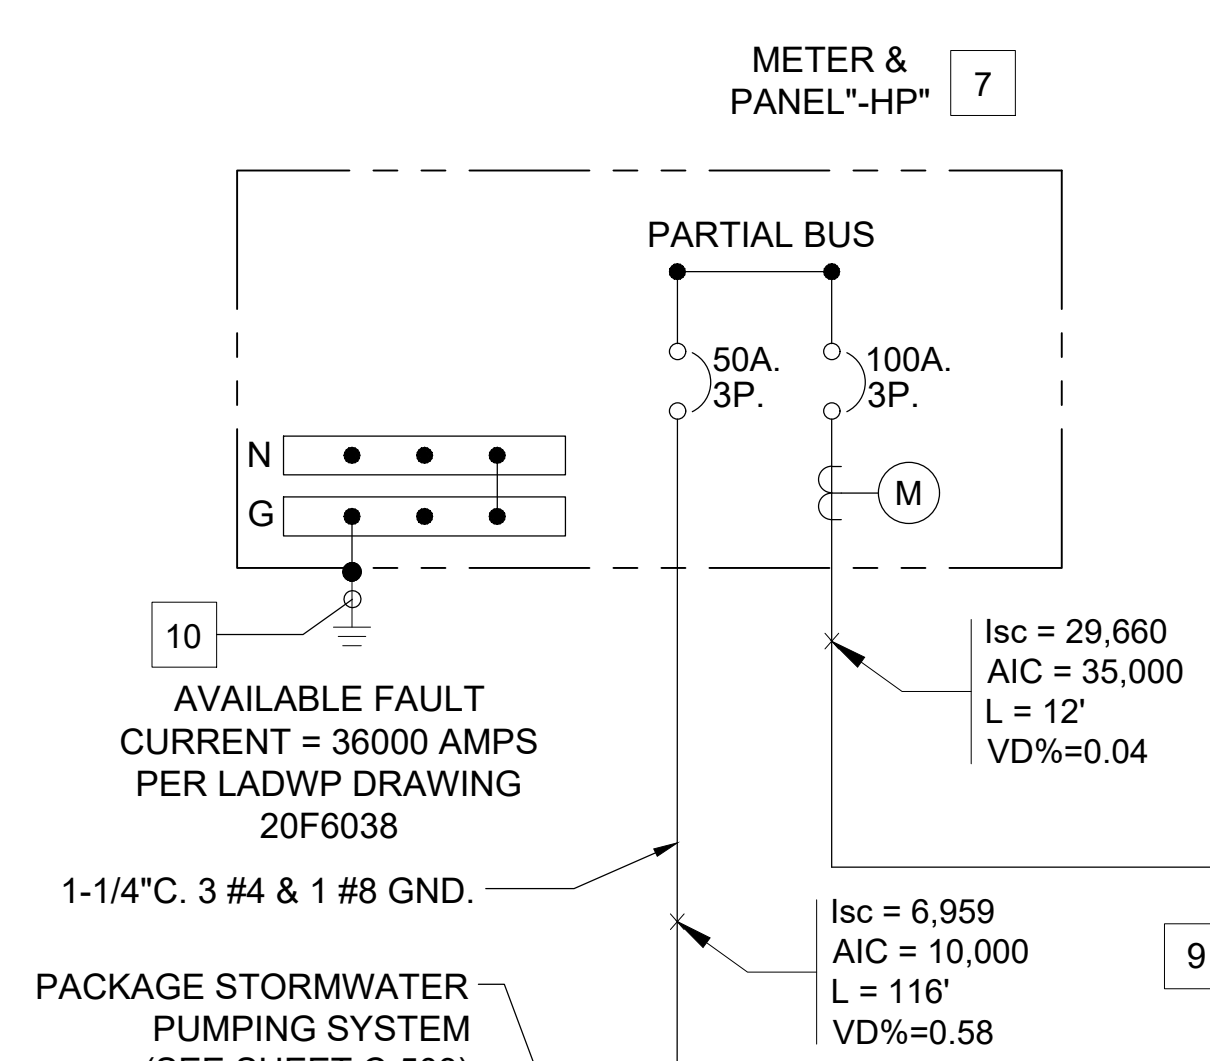 METER &
PANEL"-HP"
7
PARTIAL BUS
50A.
3P.
100A.
3P.
N
G
M
10
Isc = 29,660
AIC = 35,000
L = 12'
VD%=0.04
AVAILABLE FAULT
CURRENT = 36000 AMPS
PER LADWP DRAWING
20F6038
1-1/4"C. 3 #4 & 1 #8 GND.
Isc = 6,959
AIC = 10,000
L = 116'
VD%=0.58
9
PACKAGE STORMWATER
PUMPING SYSTEM
(SEE SHEET